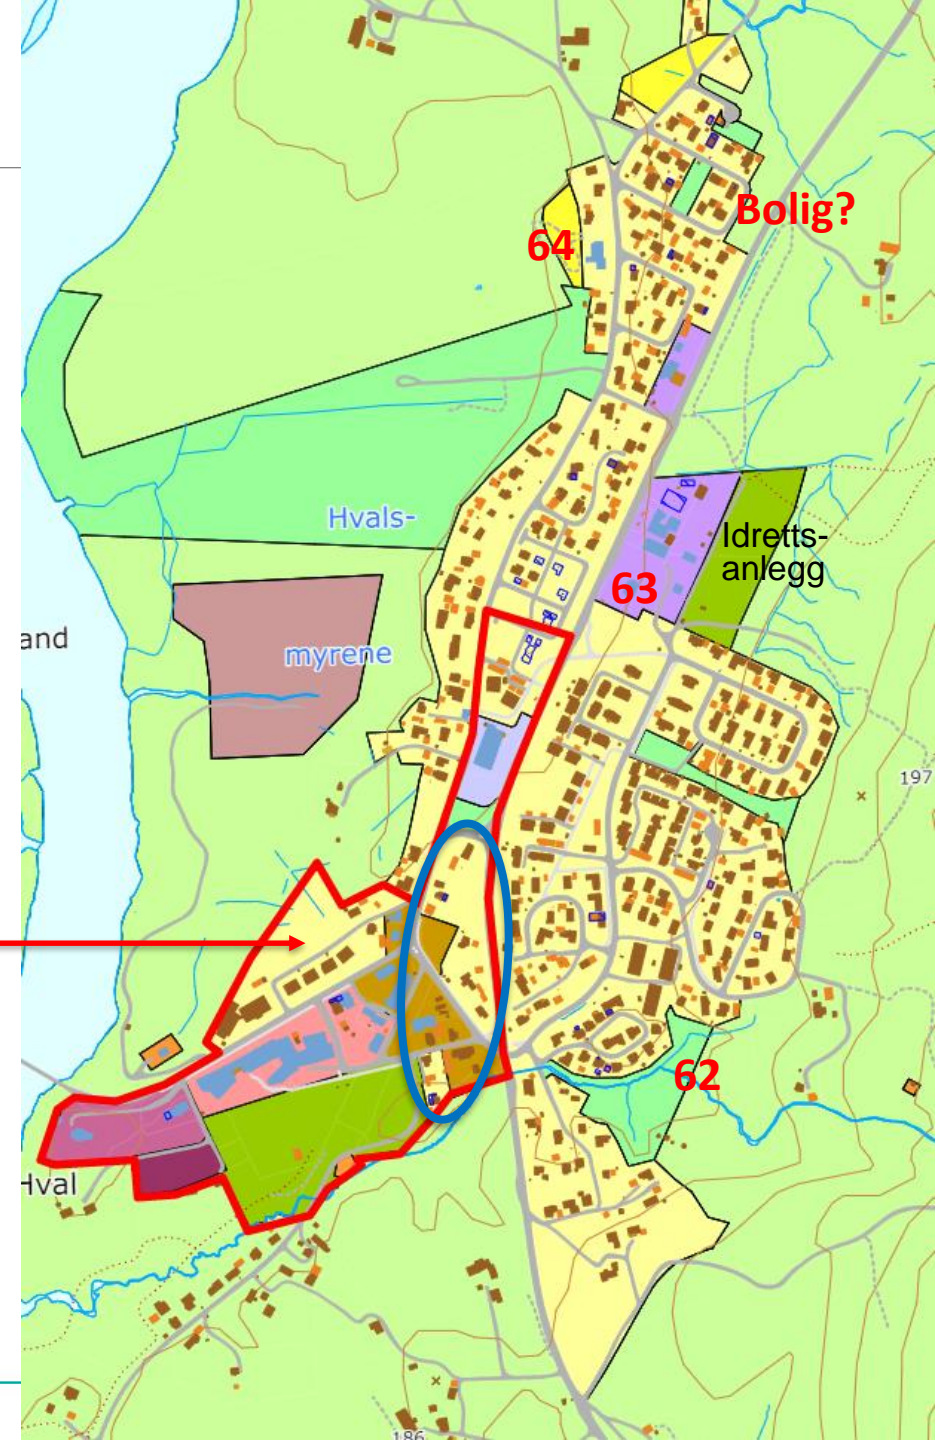 Bolig?
64
Hvals-
Idretts-
anlegg
63
and
myrene
197
62
Hval
186